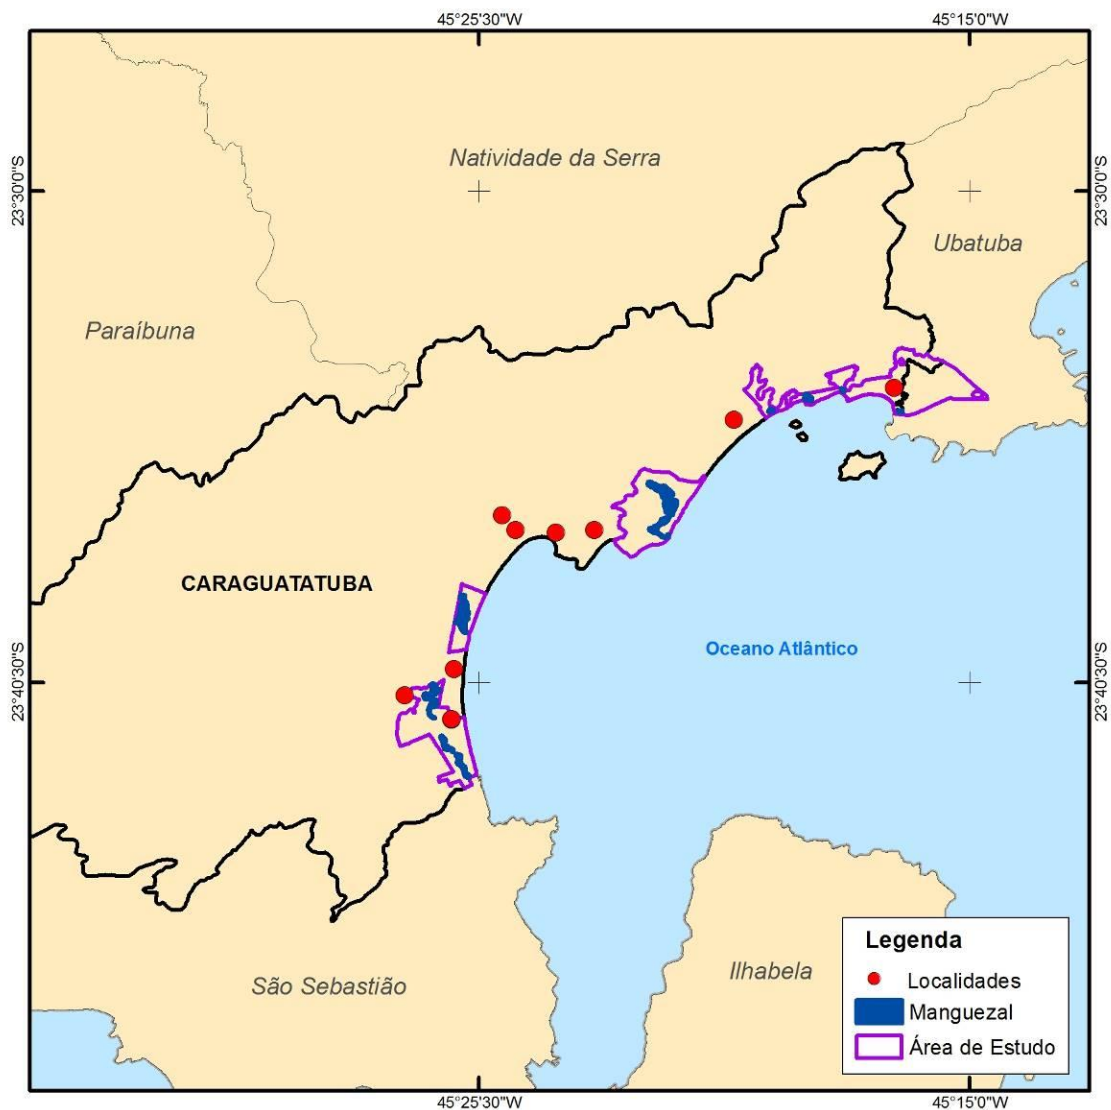 45°25'30"W
45°15'0"W
Natividade da Serra
23°30'0"S
23°30'0"S
Ubatuba
Paraíbuna
CARAGUATATUBA
Oceano Atlântico
23°40'30"S
23°40'30"S
Legenda
Localidades
Manguezal
Área de Estudo
Ilhabela
São Sebastião
45°25'30"W
45°15'0"W